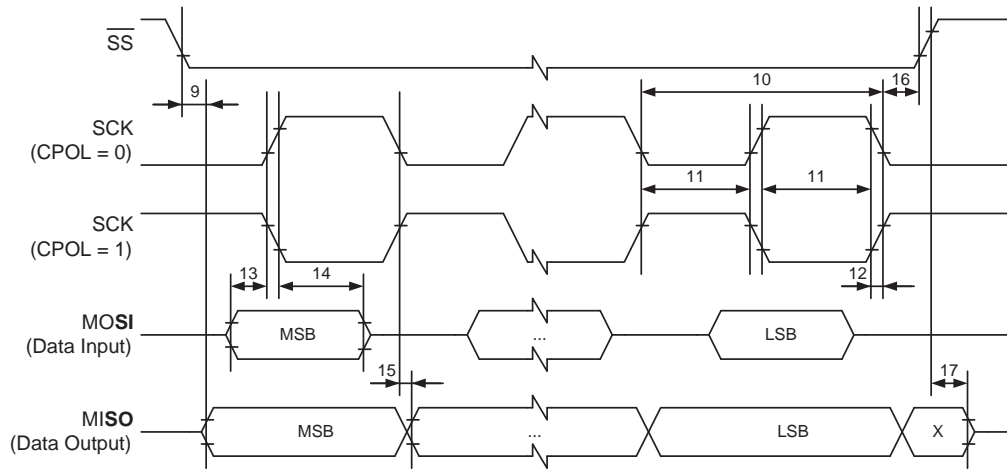 SS
9
10
16
SCK
(CPOL = 0)
11
11
SCK
(CPOL = 1)
13
14
12
MOSI
(Data Input)
MSB
...
LSB
15
17
MISO
(Data Output)
MSB
...
LSB
X